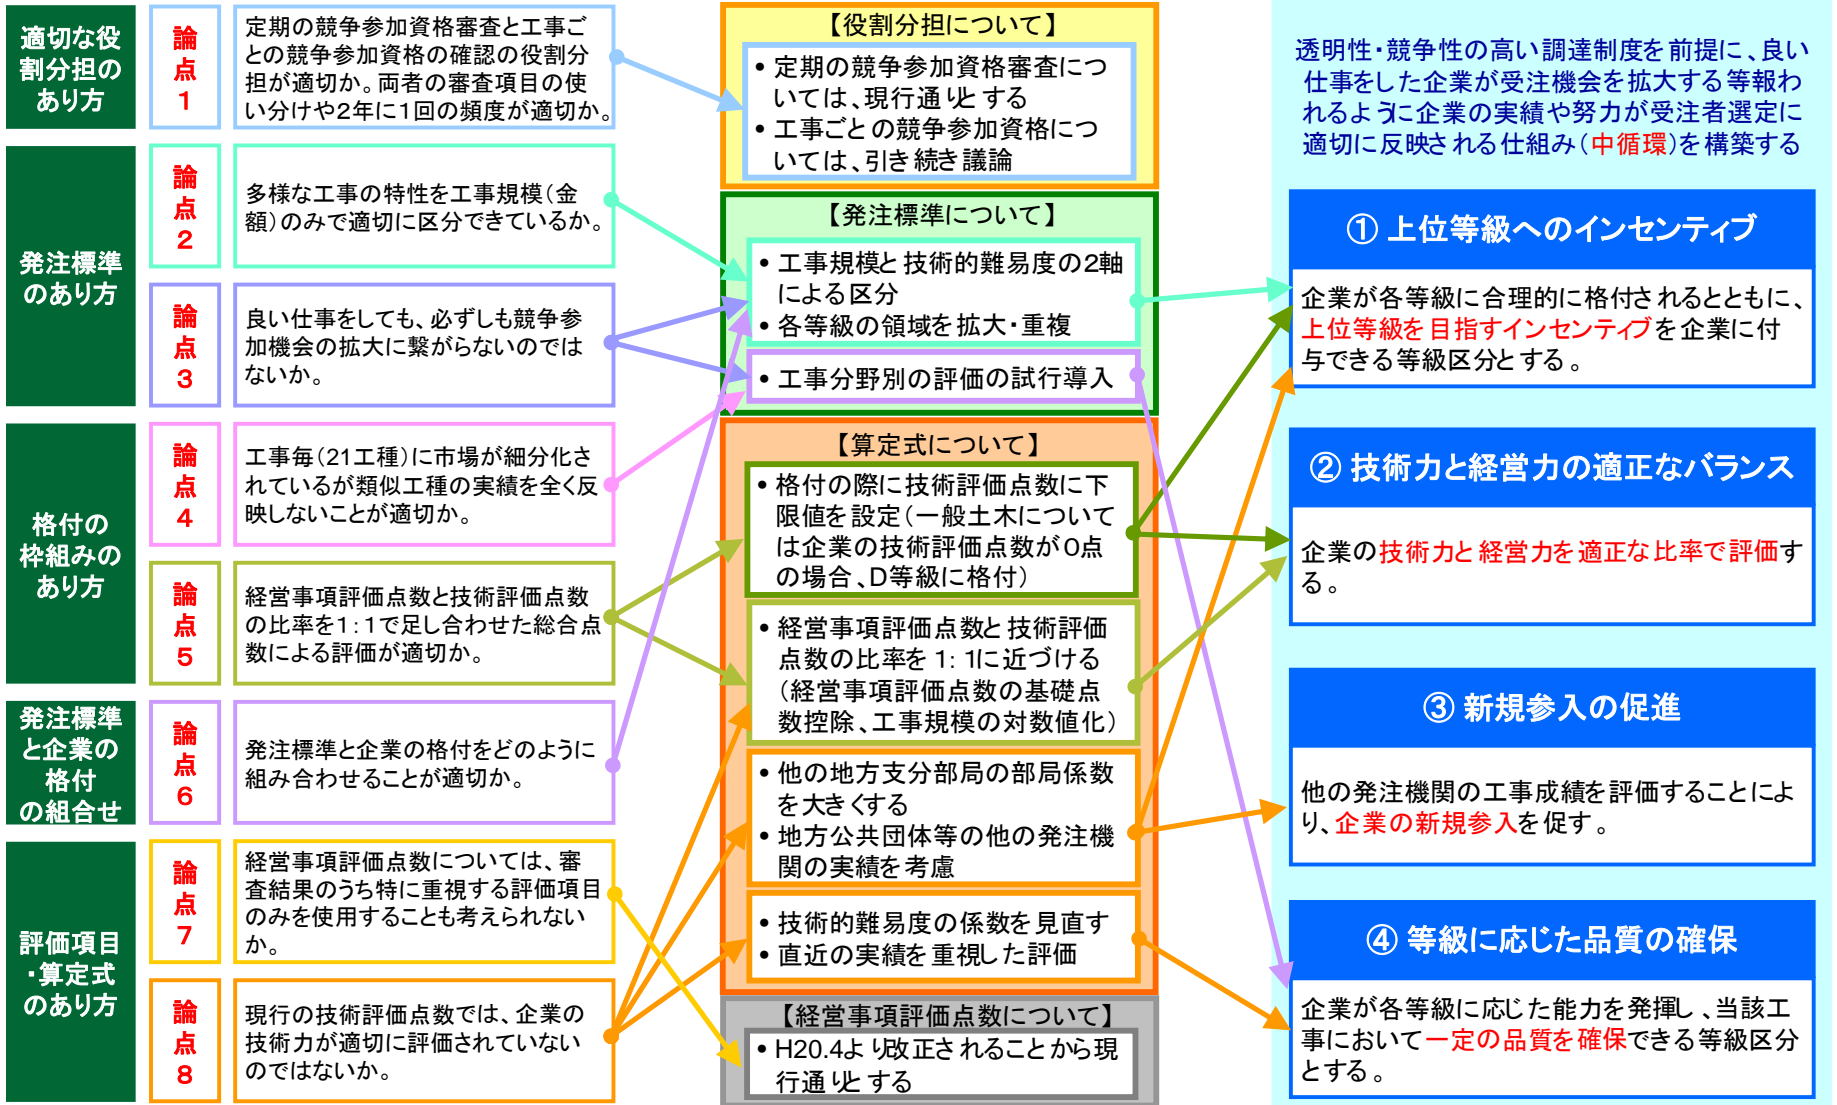 適切な役
割分担の
あり方
論
点
1
定期の競争参加資格審査と工事ご
との競争参加資格の確認の役割分
担が適切か。両者の審査項目の使
い分けや2年に1回の頻度が適切か。
発注標準
のあり方
論
点
2
多様な工事の特性を工事規模(金
額)のみで適切に区分できているか。
論
点
3
良い仕事をしても、必ずしも競争参
加機会の拡大に繋がらないのでは
ないか。
格付の
枠組みの
あり方
論
点
4
工事毎(21工種)に市場が細分化さ
れているが類似工種の実績を全く反
映しないことが適切か。
論
点
5
経営事項評価点数と技術評価点数
の比率を1:1で足し合わせた総合点
数による評価が適切か。
発注標準
と企業の
格付
の組合せ
論
点
6
発注標準と企業の格付をどのように
組み合わせることが適切か。
評価項目
・算定式
のあり方
論
点
7
経営事項評価点数については、審
査結果のうち特に重視する評価項目
のみを使用することも考えられない
か。
論
点
8
現行の技術評価点数では、企業の
技術力が適切に評価されていない
のではないか。
【役割分担について】
• 定期の競争参加資格審査につ
いては、現行通りとする
• 工事ごとの競争参加資格につ
いては、引き続き議論
【発注標準について】
• 工事規模と技術的難易度の2軸
による区分
• 各等級の領域を拡大・重複
• 工事分野別の評価の試行導入
【算定式について】
• 格付の際に技術評価点数に下
限値を設定(一般土木について
は企業の技術評価点数が0点
の場合、D等級に格付)
• 経営事項評価点数と技術評価
点数の比率を1:1に近づける
(経営事項評価点数の基礎点
数控除、工事規模の対数値化)
• 他の地方支分部局の部局係数
を大きくする
• 地方公共団体等の他の発注機
関の実績を考慮
• 技術的難易度の係数を見直す
• 直近の実績を重視した評価
【経営事項評価点数について】
• H20.4より改正されることから現
行通りとする
透明性・競争性の高い調達制度を前提に、良い
仕事をした企業が受注機会を拡大する等報わ
れるように企業の実績や努力が受注者選定に
適切に反映される仕組み(中循環)を構築する
① 上位等級へのインセンティブ
企業が各等級に合理的に格付されるとともに、
上位等級を目指すインセンティブを企業に付
与できる等級区分とする。
② 技術力と経営力の適正なバランス
企業の技術力と経営力を適正な比率で評価す
る。
③ 新規参入の促進
他の発注機関の工事成績を評価することによ
り、企業の新規参入を促す。
④ 等級に応じた品質の確保
企業が各等級に応じた能力を発揮し、当該工
事において一定の品質を確保できる等級区分
とする。